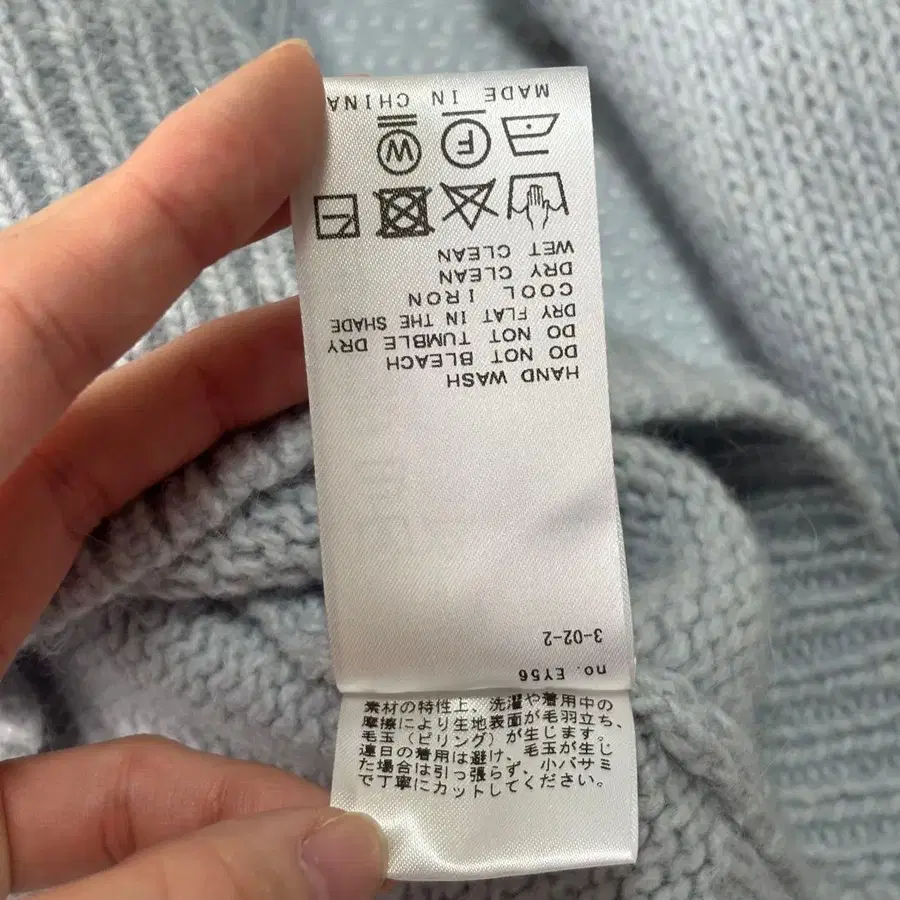 HAND WASH
DO NOT BLEACH
DO NOT TUMBLE DRY
DRY FLAT IN THE SHADE
COOL IRON
DRY CLEAN
WET CLEAN
F
W
MADE IN CHINA
no. EY56
3-02-2
素材の特性上、洗濯や着用中の
摩擦により生地表面が毛羽立ち、
毛玉（ピリング）が生じます。
連日の着用は避け、毛玉が生じ
た場合は引っ張らず、小バサミ
で丁寧にカットしてください。